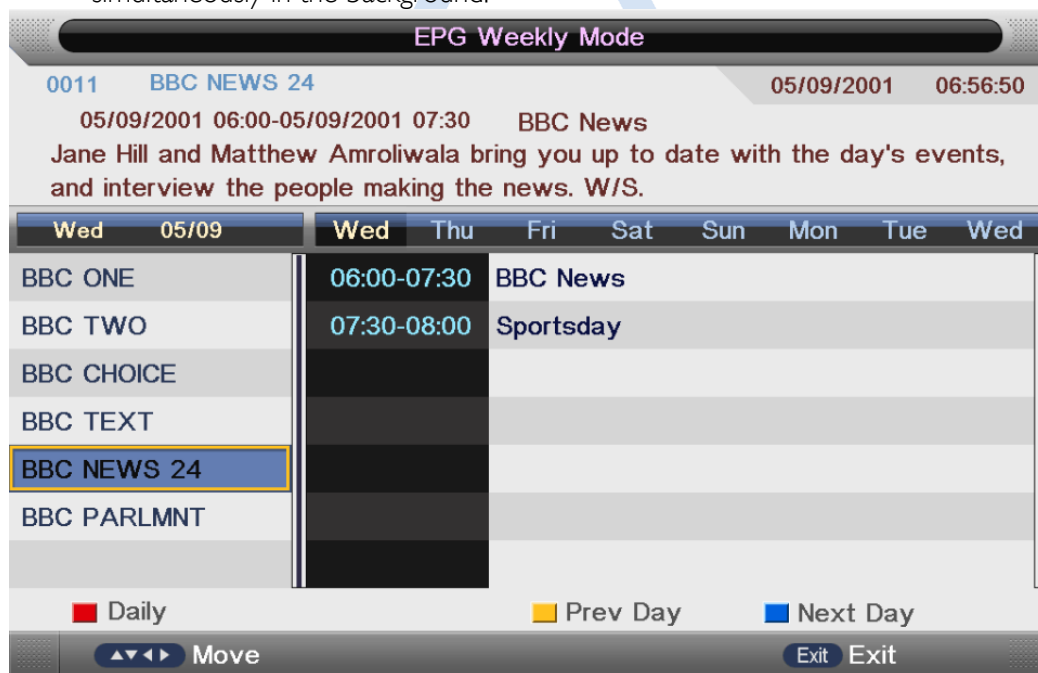 simultaneously in the background.
EPG Weekly Mode
0011 BBC NEWS 24 05/09/2001 06:56:50
05/09/2001 06:00-05/09/2001 07:30 BBC News
Jane Hill and Matthew Amroliwala bring you up to date with the day's events,
and interview the people making the news. W/S.
Wed 05/09 Wed Thu Fri Sat Sun Mon Tue Wed
BBC ONE 06:00-07:30 BBC News
BBC TWO 07:30-08:00 Sportsday
BBC CHOICE
BBC TEXT
BBC NEWS 24
BBC PARLMNT
Daily Prev Day Next Day
Move Exit Exit